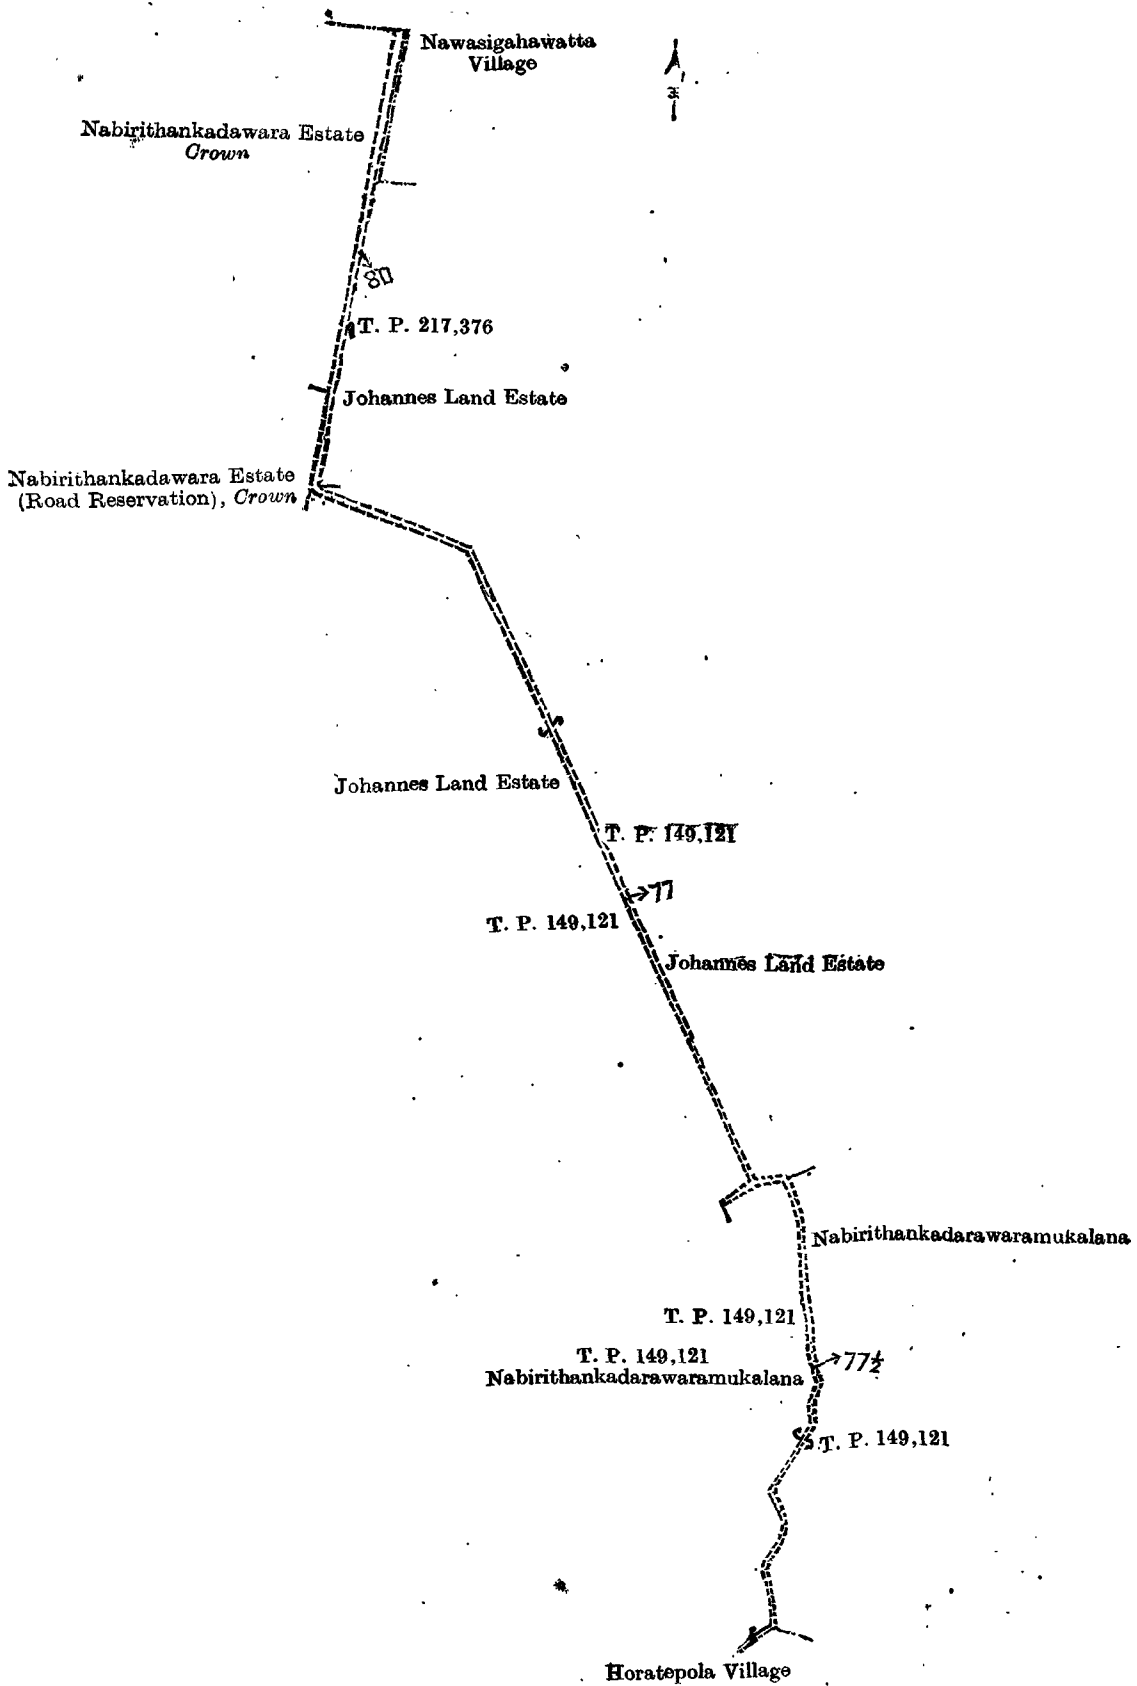 Nawasigahawatta
Village
Nabirithankadawara Estate
Crown
80
T. P. 217,376
Johannes Land Estate
Nabirithankadawara Estate
(Road Reservation), Crown
Johannes Land Estate
T. P. 149,121
77
T. P. 149,121
Johannes Land Estate
Nabirithankadarawaramukalana
T. P. 149,121
T. P. 149,121
77½
Nabirithankadarawaramukalana
T. P. 149,121
Horatepola Village